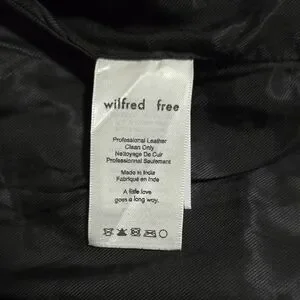 wilfred free
Professional Leather
Clean Only
Nettoyage De Cuir
Professionnel Seulement
Made in India
Fabriqué en Inde
A little love
goes a long way.